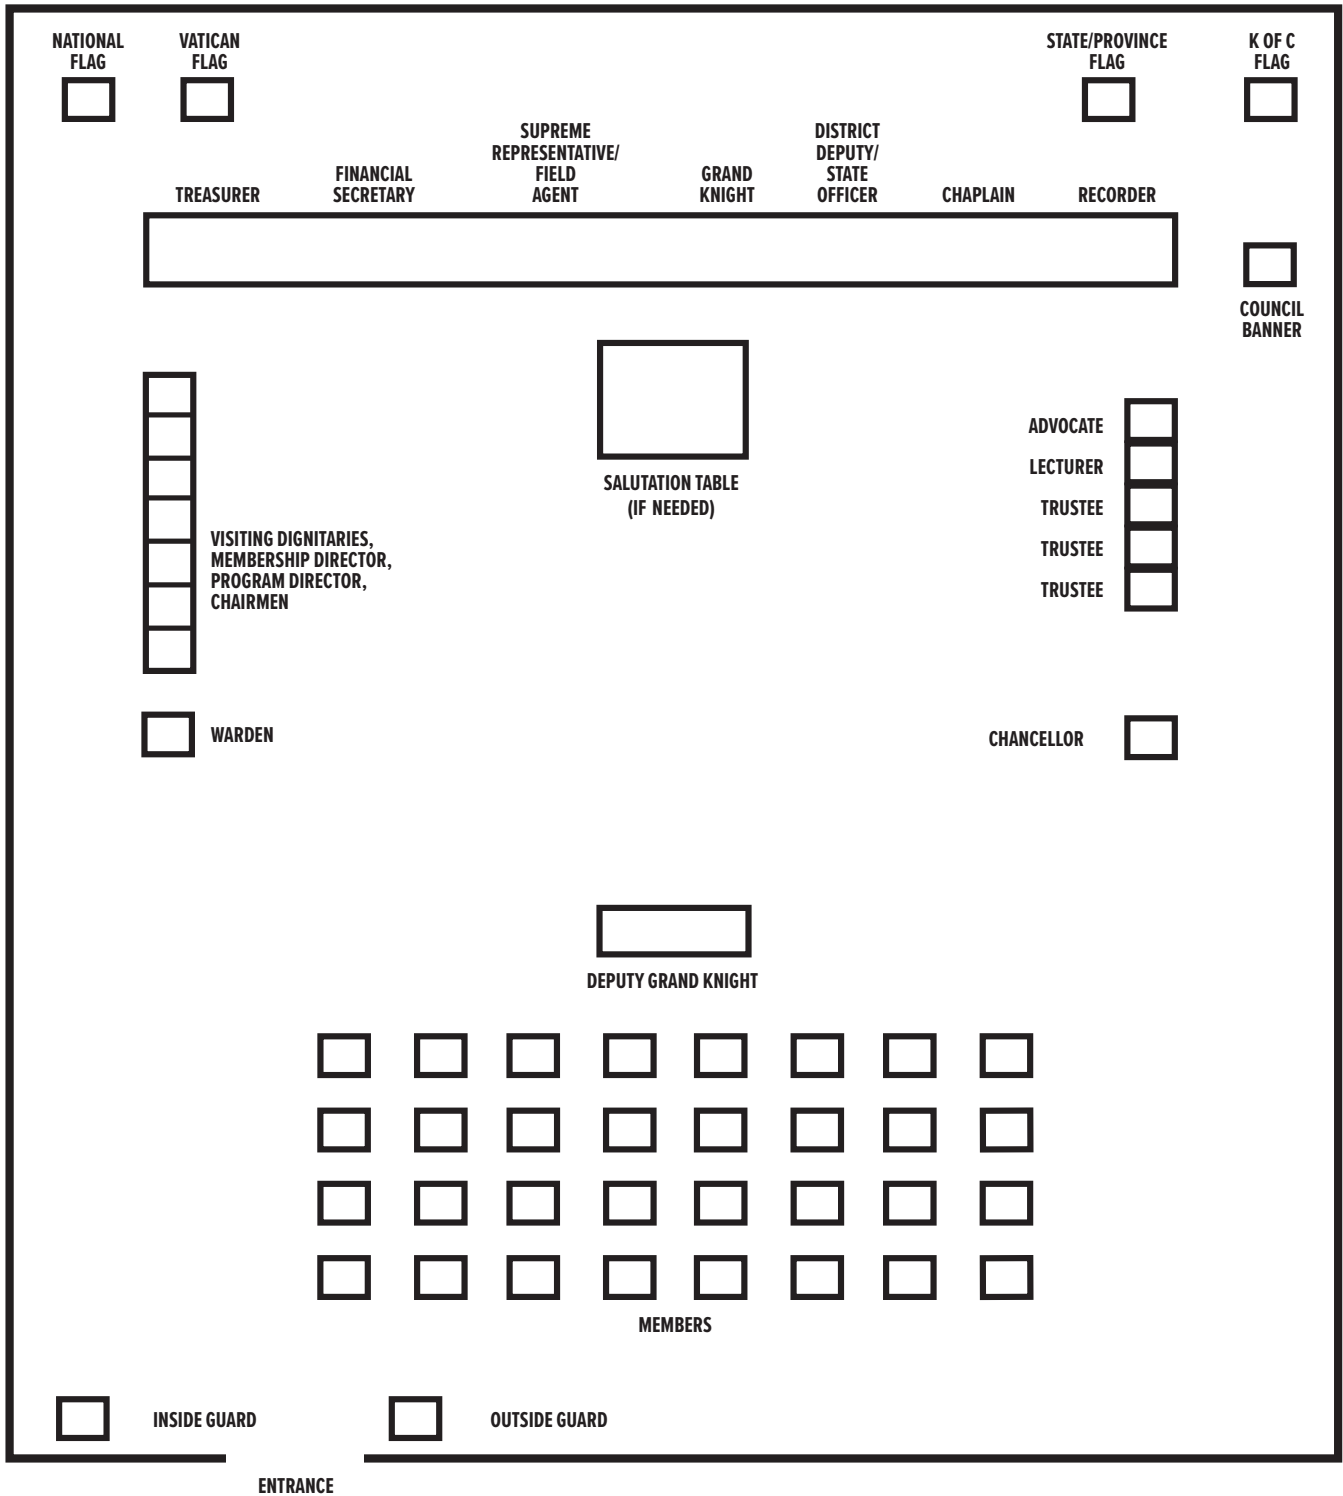 NATIONAL
FLAG
VATICAN
FLAG
STATE/PROVINCE
FLAG
K OF C
FLAG
TREASURER
FINANCIAL
SECRETARY
SUPREME
REPRESENTATIVE/
FIELD
AGENT
GRAND
KNIGHT
DISTRICT
DEPUTY/
STATE
OFFICER
CHAPLAIN
RECORDER
COUNCIL
BANNER
SALUTATION TABLE
(IF NEEDED)
ADVOCATE
LECTURER
TRUSTEE
TRUSTEE
TRUSTEE
VISITING DIGNITARIES,
MEMBERSHIP DIRECTOR,
PROGRAM DIRECTOR,
CHAIRMEN
WARDEN
CHANCELLOR
DEPUTY GRAND KNIGHT
MEMBERS
INSIDE GUARD
OUTSIDE GUARD
ENTRANCE